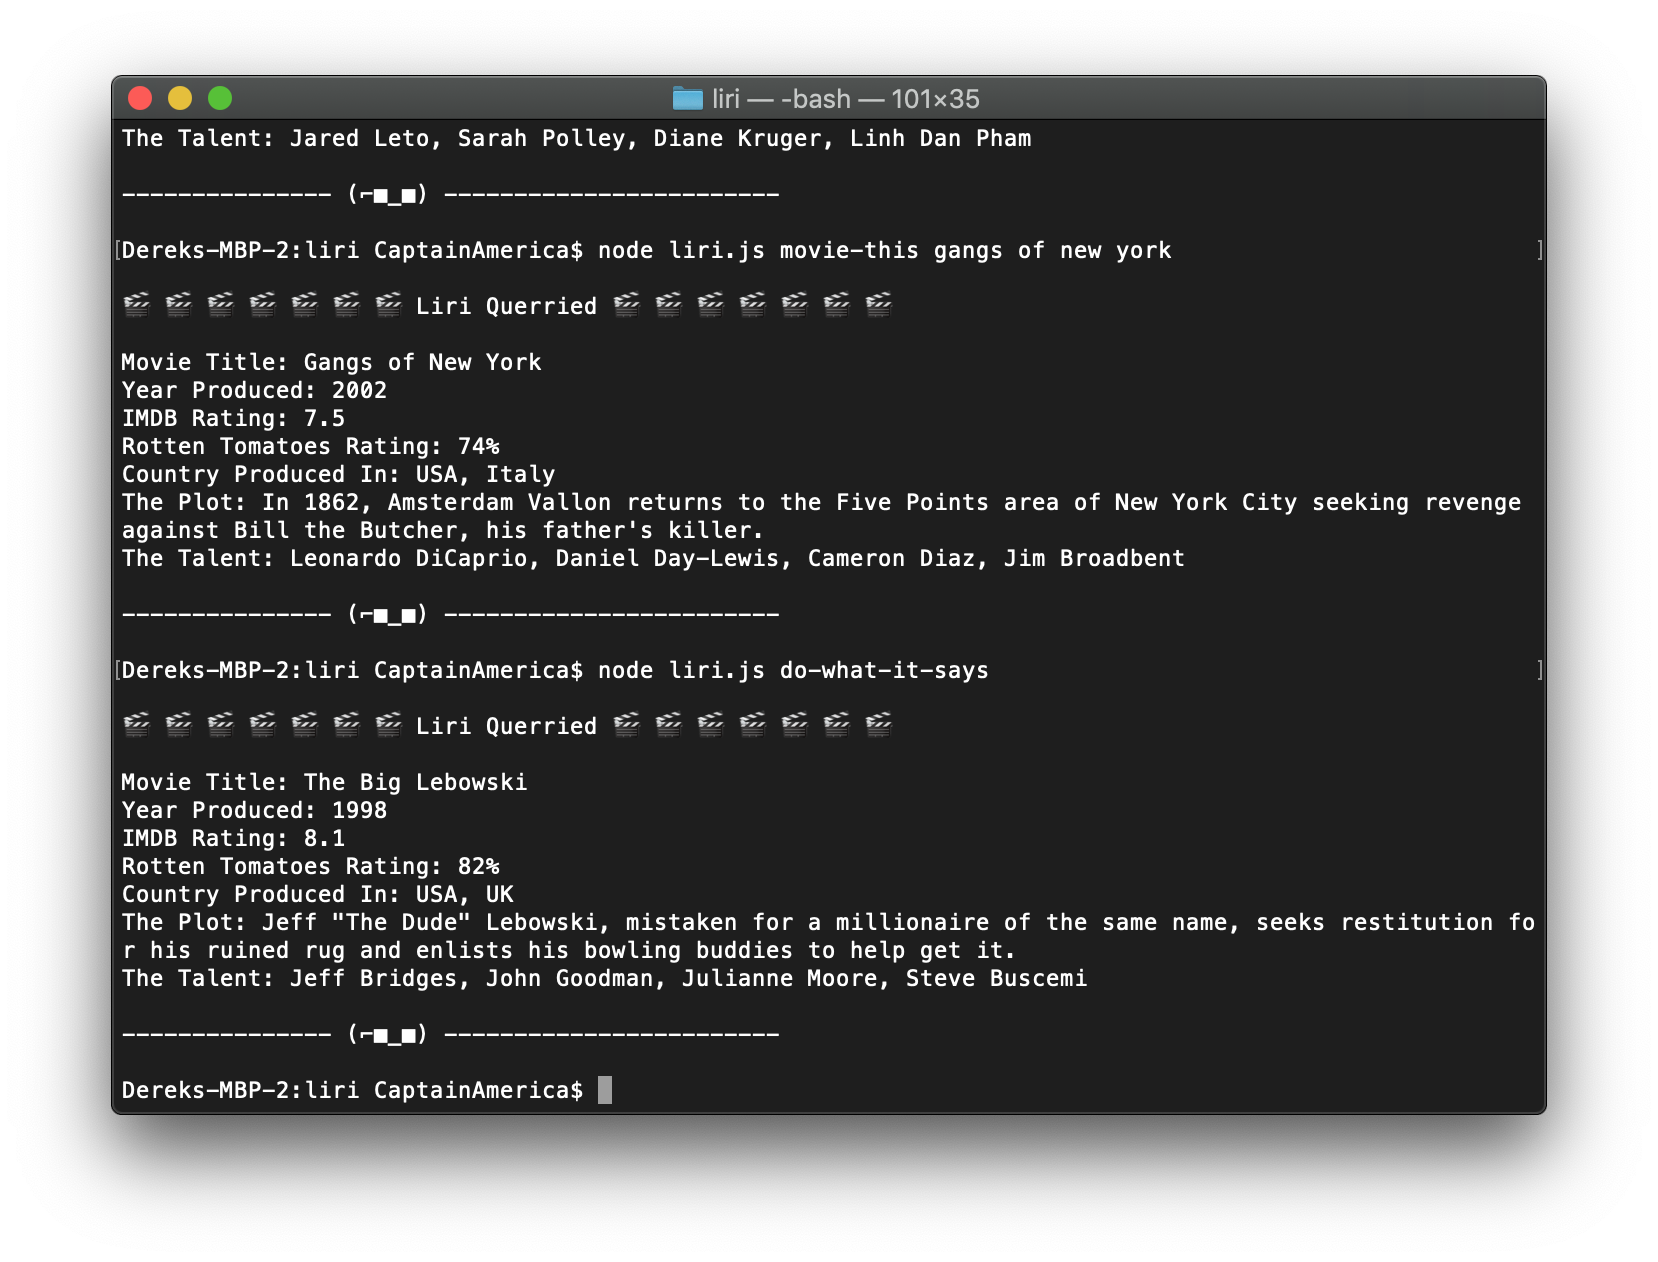 liri — -bash — 101×35
The Talent: Jared Leto, Sarah Polley, Diane Kruger, Linh Dan Pham
--------------- (⌐■_■) ------------------------
[Dereks-MBP-2:liri CaptainAmerica$ node liri.js movie-this gangs of new york ]
🎬 🎬 🎬 🎬 🎬 🎬 🎬 Liri Querried 🎬 🎬 🎬 🎬 🎬 🎬 🎬
Movie Title: Gangs of New York
Year Produced: 2002
IMDB Rating: 7.5
Rotten Tomatoes Rating: 74%
Country Produced In: USA, Italy
The Plot: In 1862, Amsterdam Vallon returns to the Five Points area of New York City seeking revenge
against Bill the Butcher, his father's killer.
The Talent: Leonardo DiCaprio, Daniel Day-Lewis, Cameron Diaz, Jim Broadbent
--------------- (⌐■_■) ------------------------
[Dereks-MBP-2:liri CaptainAmerica$ node liri.js do-what-it-says ]
🎬 🎬 🎬 🎬 🎬 🎬 🎬 Liri Querried 🎬 🎬 🎬 🎬 🎬 🎬 🎬
Movie Title: The Big Lebowski
Year Produced: 1998
IMDB Rating: 8.1
Rotten Tomatoes Rating: 82%
Country Produced In: USA, UK
The Plot: Jeff "The Dude" Lebowski, mistaken for a millionaire of the same name, seeks restitution fo
r his ruined rug and enlists his bowling buddies to help get it.
The Talent: Jeff Bridges, John Goodman, Julianne Moore, Steve Buscemi
--------------- (⌐■_■) ------------------------
Dereks-MBP-2:liri CaptainAmerica$